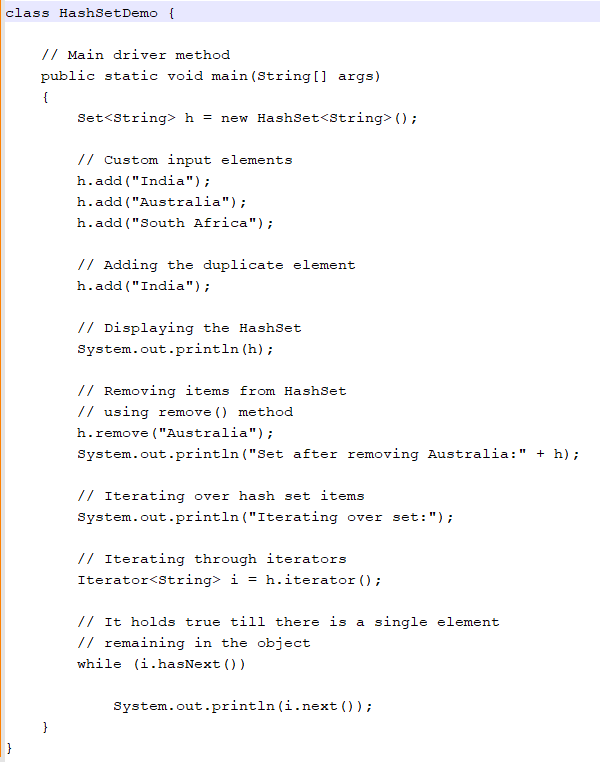 class HashSetDemo {
// Main driver method
public static void main(String[] args)
{
Set<String> h = new HashSet<String>();
// Custom input elements
h.add("India");
h.add("Australia");
h.add("South Africa");
// Adding the duplicate element
h.add("India");
// Displaying the HashSet
System.out.println(h);
// Removing items from HashSet
// using remove() method
h.remove("Australia");
System.out.println("Set after removing Australia:" + h);
// Iterating over hash set items
System.out.println("Iterating over set:");
// Iterating through iterators
Iterator<String> i = h.iterator();
// It holds true till there is a single element
// remaining in the object
while (i.hasNext())
System.out.println(i.next());
}
}